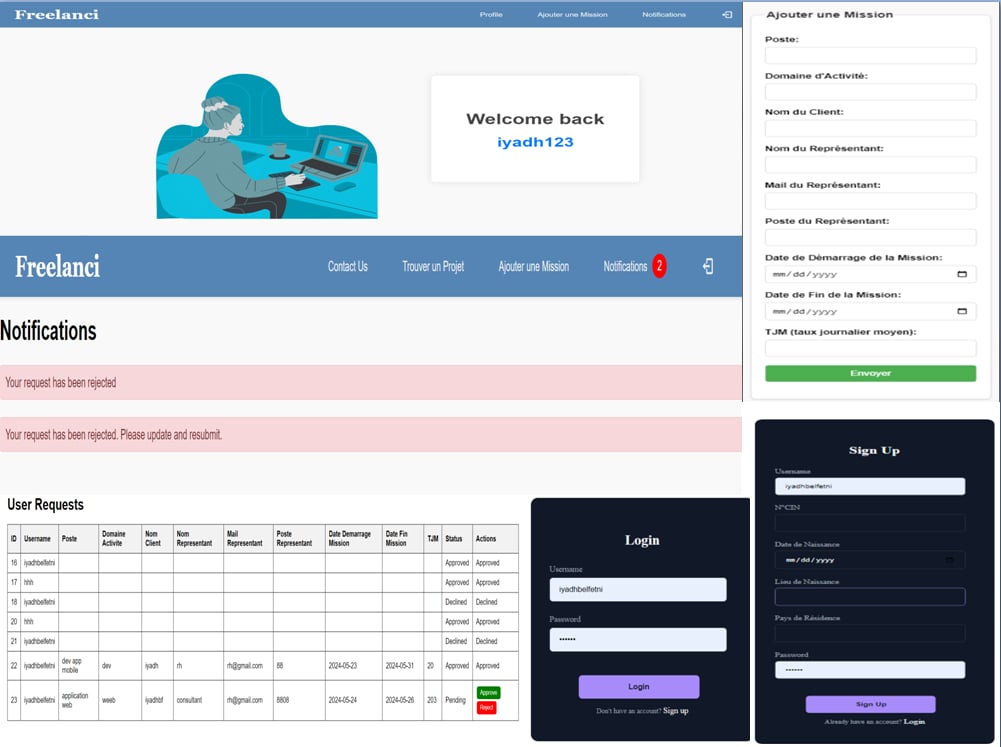 Freelanci
Profile Ajouter une Mission Notifications
Welcome back
iyadh123
Freelanci
Contact Us Trouver un Projet Ajouter une Mission Notifications 2
Notifications
Your request has been rejected
Your request has been rejected. Please update and resubmit.
User Requests
ID Username Poste Domaine Activite Nom Client Nom Representant Mail Representant Poste Representant Date Demarrage Mission Date Fin Mission TJM Status Actions
16 iyadhbelfetni Approved Approved
17 hhh Approved Approved
18 iyadhbelfetni Declined Declined
20 hhh Approved Approved
21 iyadhbelfetni Declined Declined
22 iyadhbelfetni dev app mobile dev iyadh rh rh@gmail.com 88 2024-05-23 2024-05-31 20 Approved Approved
23 iyadhbelfetni application web weeb iyadhbf consultant rh@gmail.com 8808 2024-05-24 2024-05-26 203 Pending Approve
Reject
Ajouter une Mission
Poste:
Domaine d'Activité:
Nom du Client:
Nom du Représentant:
Mail du Représentant:
Poste du Représentant:
Date de Démarrage de la Mission:
mm/dd/yyyy
Date de Fin de la Mission:
mm/dd/yyyy
TJM (taux journalier moyen):
Envoyer
Login
Username
iyadhbelfetni
Password
••••••
Login
Don't have an account? Sign up
Sign Up
Username
iyadhbelfetni
N°CIN
Date de Naissance
mm/dd/yyyy
Lieu de Naissance
Pays de Résidence
Password
••••••
Sign Up
Already have an account? Login